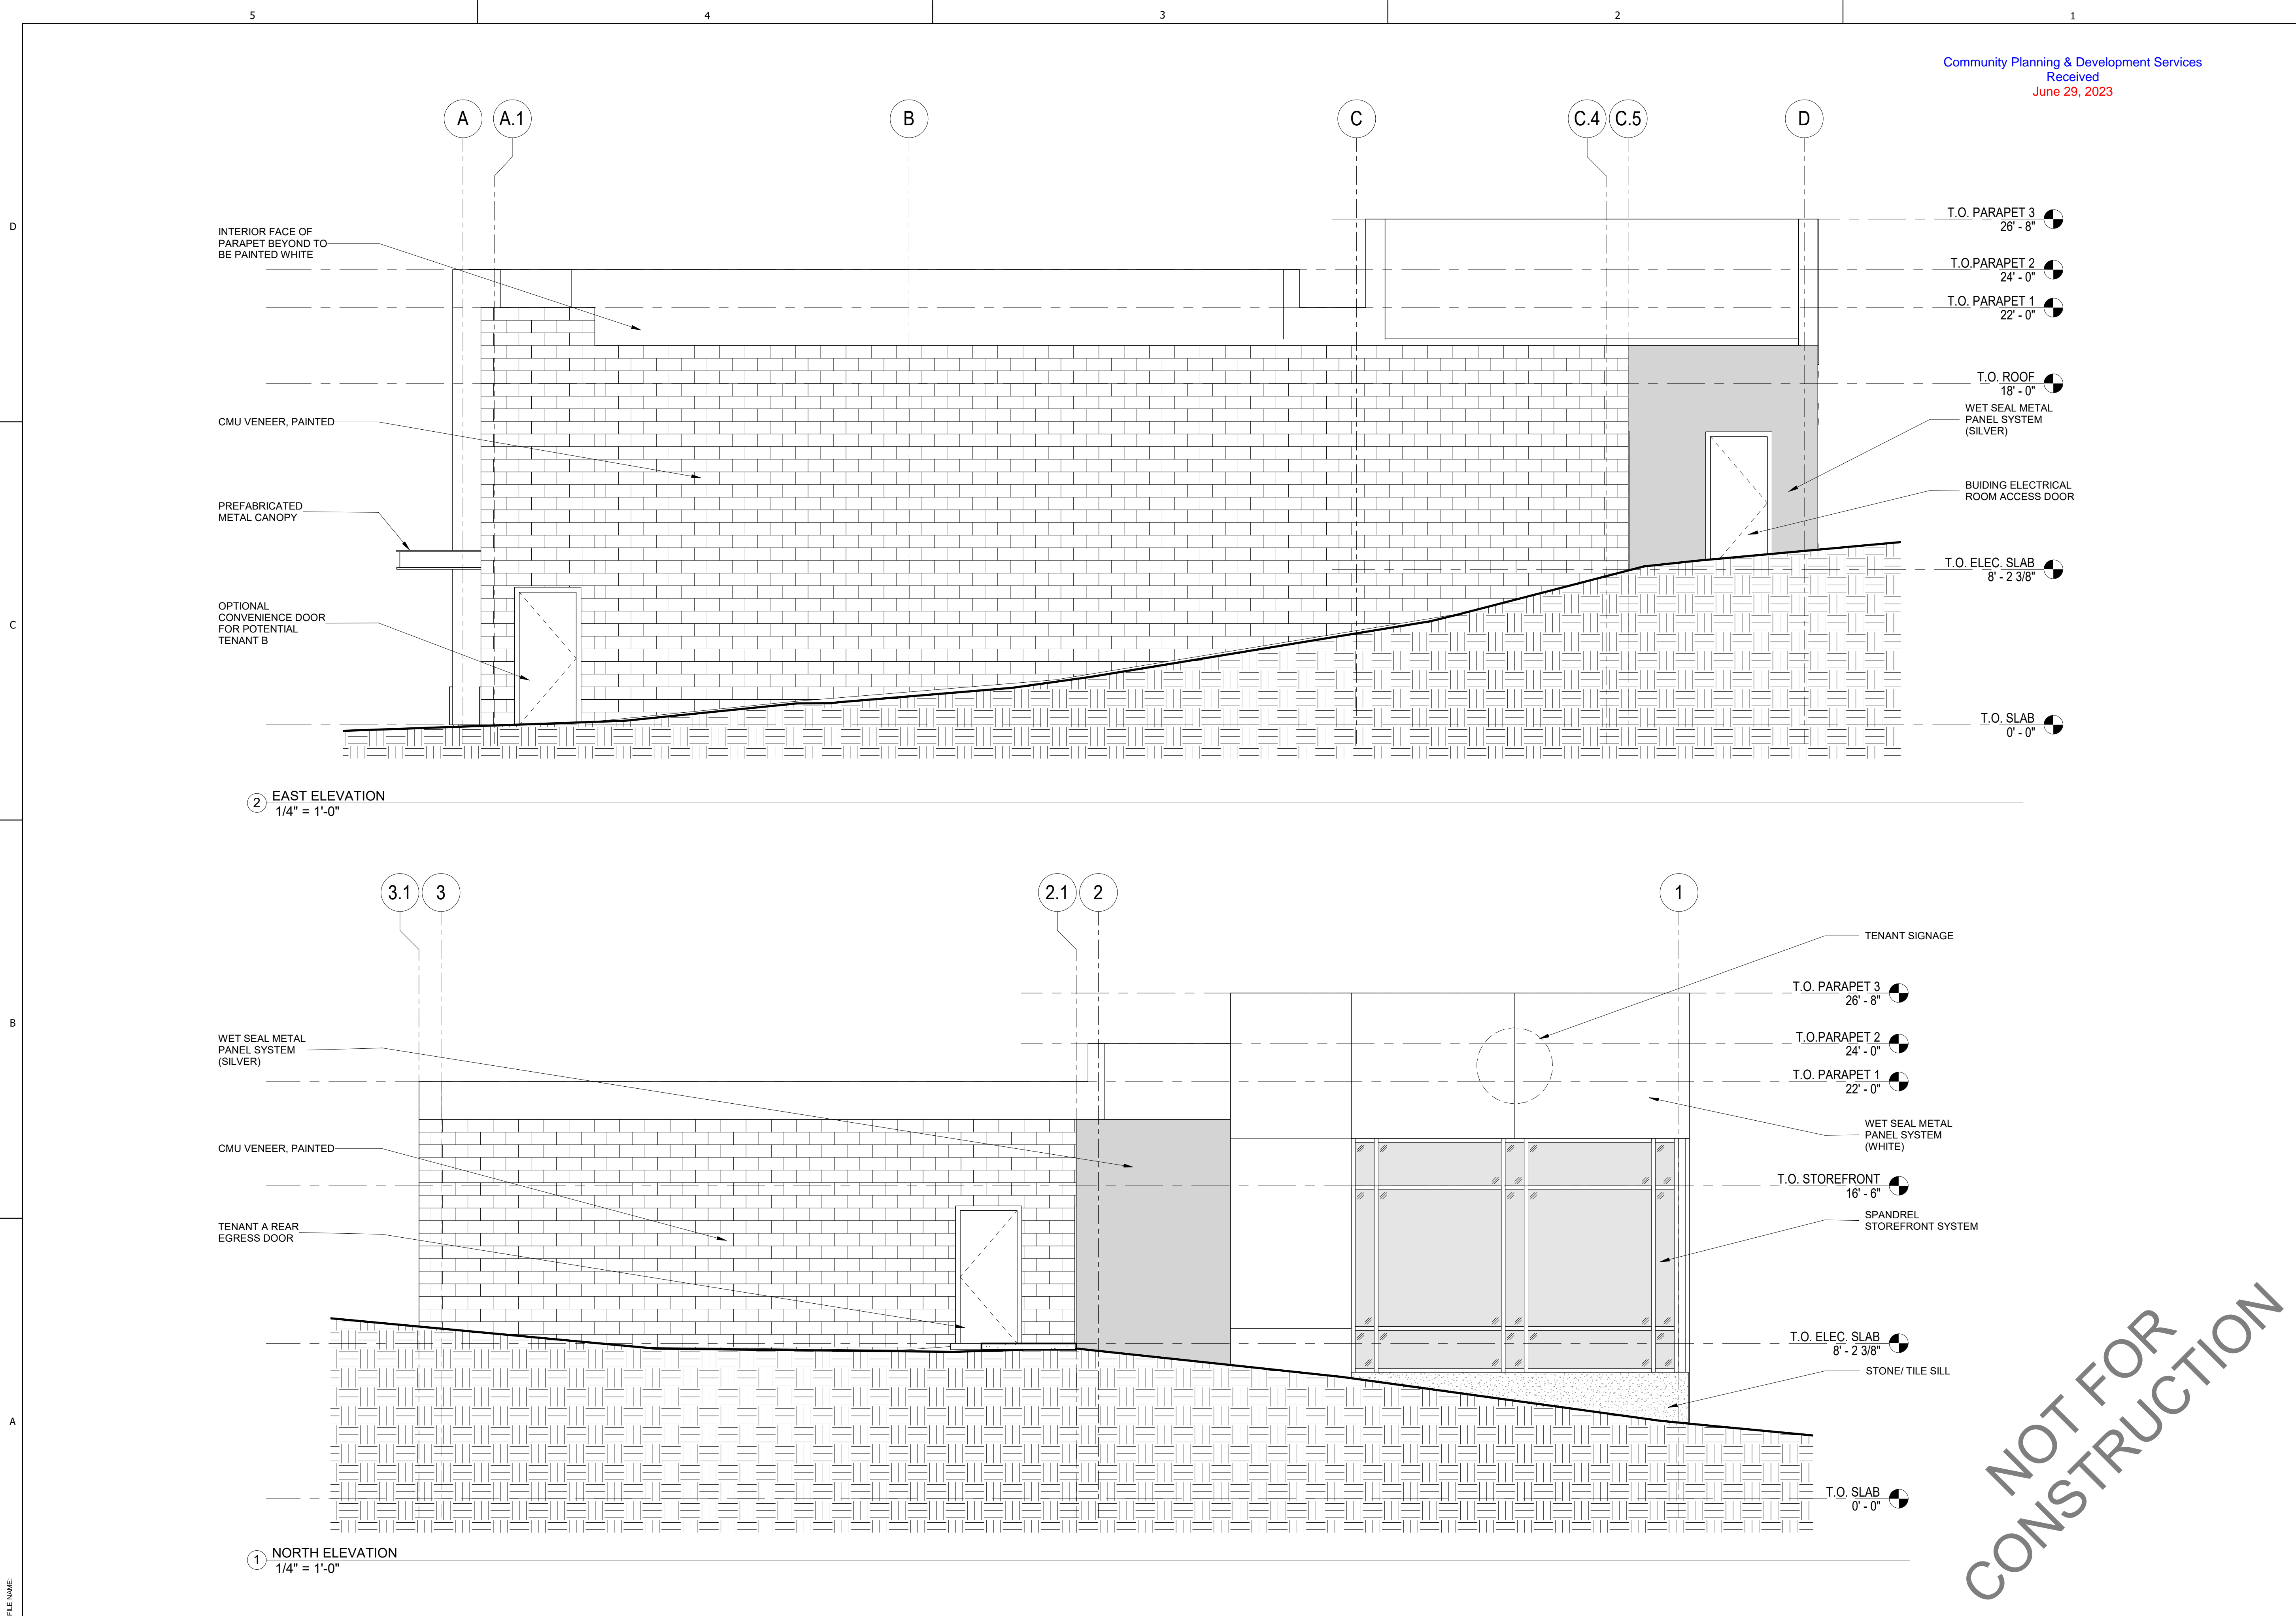 5
4
3
2
1
Community Planning & Development Services
Received
June 29, 2023
A
A.1
B
C
C.4
C.5
D
D
INTERIOR FACE OF
PARAPET BEYOND TO
BE PAINTED WHITE
T.O. PARAPET 3
26' - 8"
T.O.PARAPET 2
24' - 0"
T.O. PARAPET 1
22' - 0"
T.O. ROOF
18' - 0"
CMU VENEER, PAINTED
WET SEAL METAL
PANEL SYSTEM
(SILVER)
PREFABRICATED
METAL CANOPY
BUIDING ELECTRICAL
ROOM ACCESS DOOR
T.O. ELEC. SLAB
8' - 2 3/8"
C
OPTIONAL
CONVENIENCE DOOR
FOR POTENTIAL
TENANT B
T.O. SLAB
0' - 0"
2
EAST ELEVATION
1/4" = 1'-0"
3.1
3
2.1
2
1
TENANT SIGNAGE
T.O. PARAPET 3
26' - 8"
B
WET SEAL METAL
PANEL SYSTEM
(SILVER)
T.O.PARAPET 2
24' - 0"
T.O. PARAPET 1
22' - 0"
CMU VENEER, PAINTED
WET SEAL METAL
PANEL SYSTEM
(WHITE)
T.O. STOREFRONT
16' - 6"
TENANT A REAR
EGRESS DOOR
SPANDREL
STOREFRONT SYSTEM
T.O. ELEC. SLAB
8' - 2 3/8"
STONE/ TILE SILL
A
T.O. SLAB
0' - 0"
NOT FOR
CONSTRUCTION
1
NORTH ELEVATION
1/4" = 1'-0"
FILE NAME: